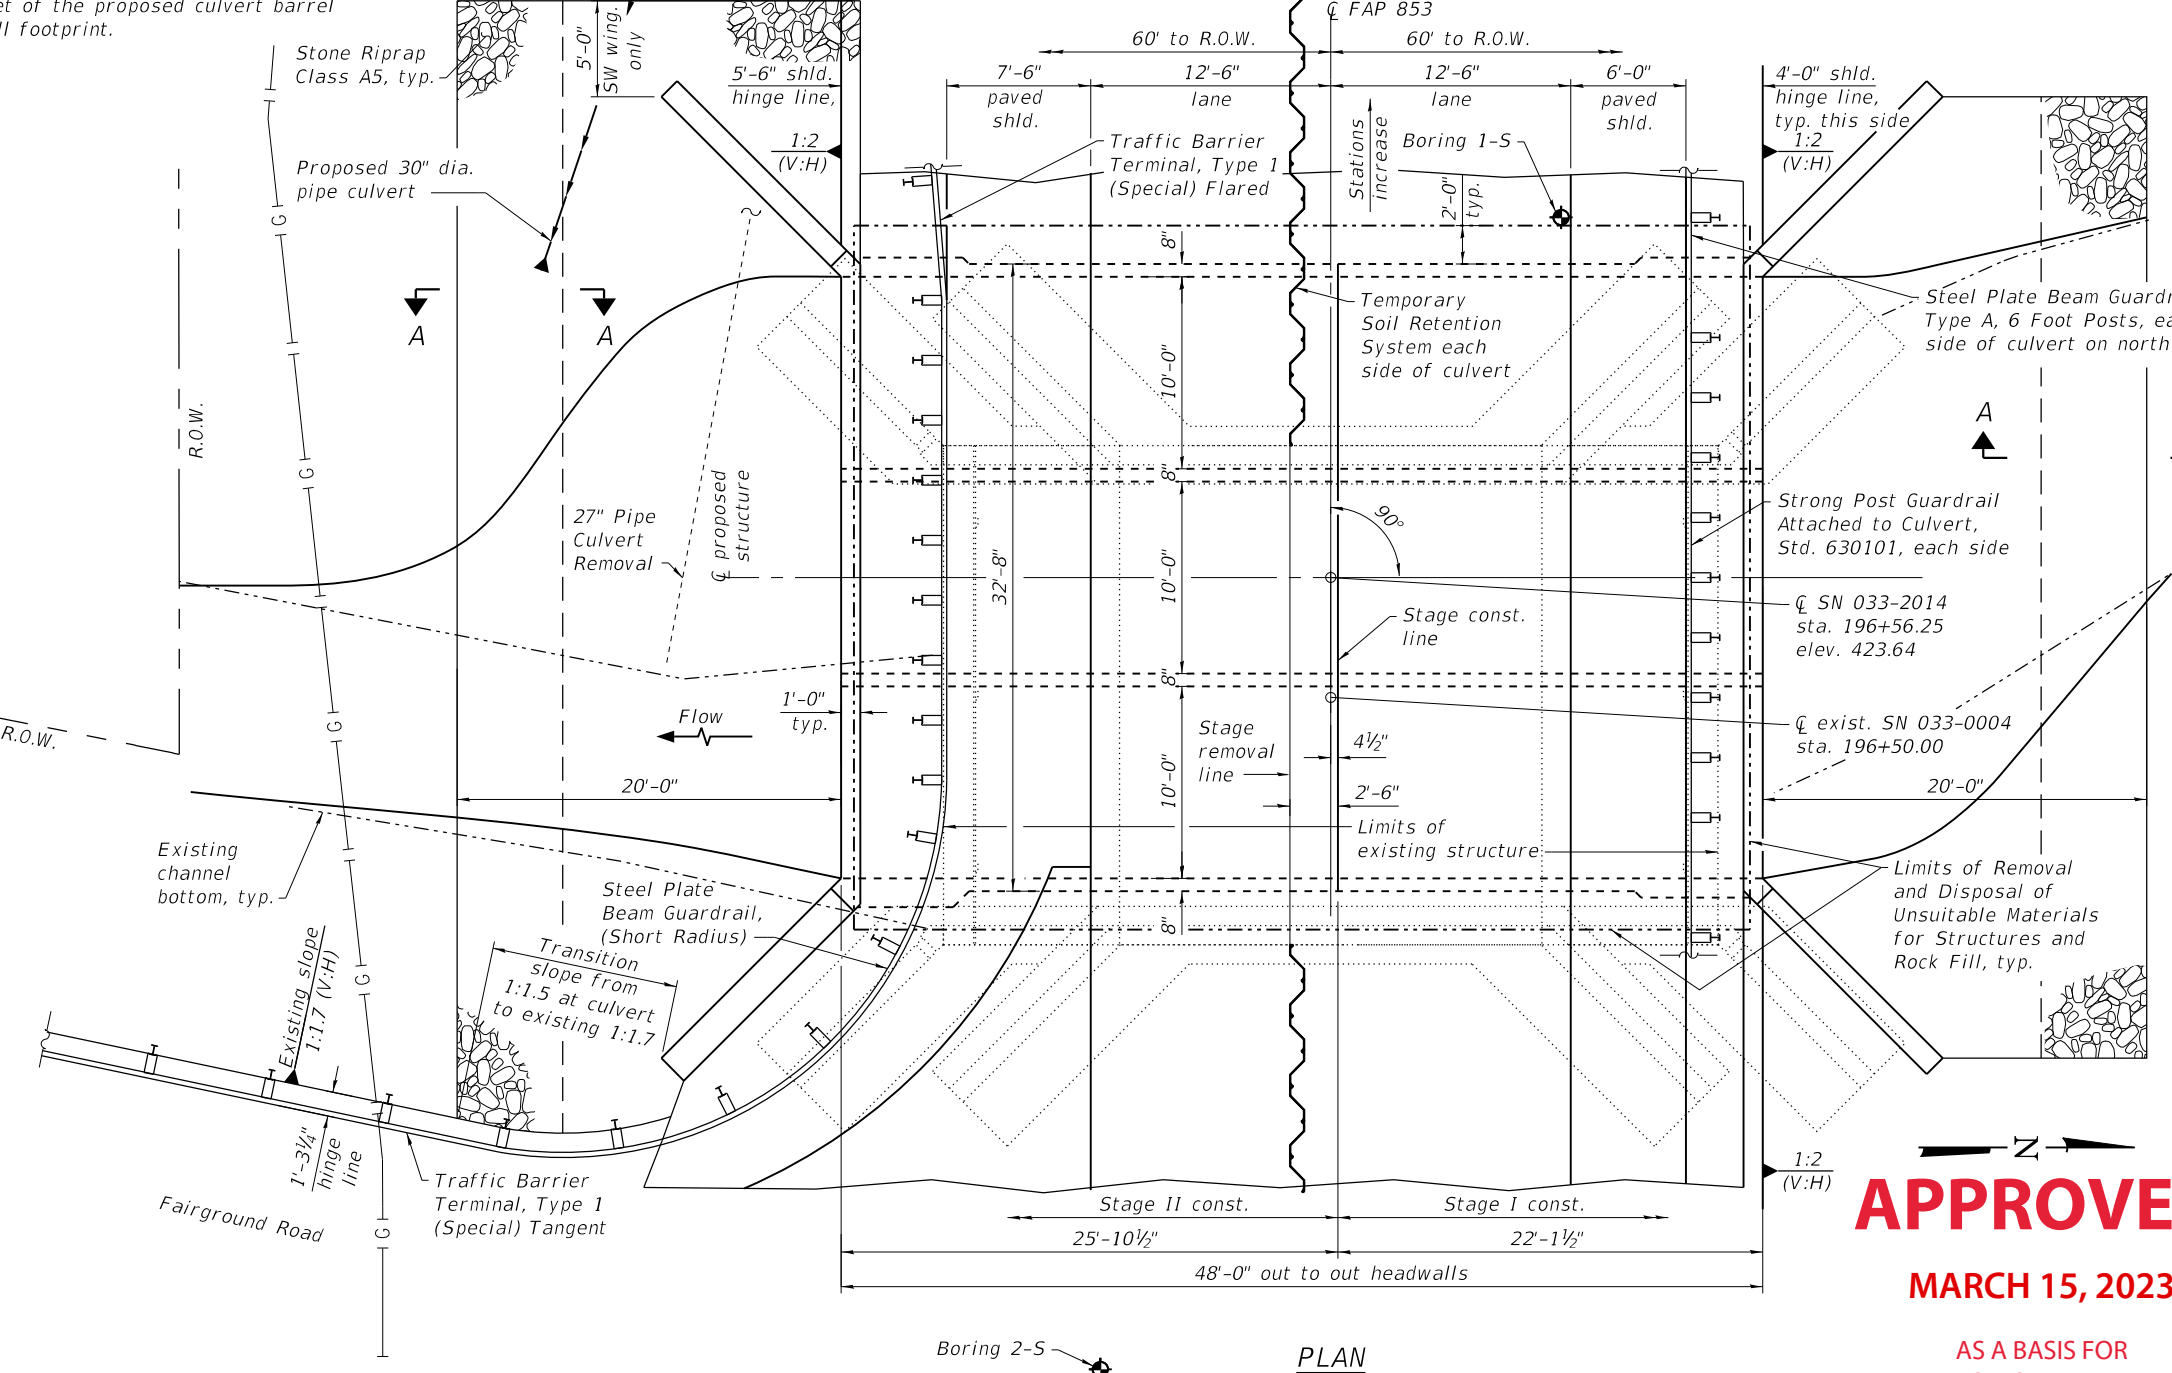 et of the proposed culvert barrel
ll footprint.
Stone Riprap
Class A5, typ.
5'-0"
SW wing.
only
5'-6" shld.
hinge line,
1:2
(V:H)
℄ FAP 853
60' to R.O.W.
60' to R.O.W.
7'-6"
paved
shld.
12'-6"
lane
12'-6"
lane
6'-0"
paved
shld.
4'-0" shld.
hinge line,
typ. this side
1:2
(V:H)
Proposed 30" dia.
pipe culvert
Traffic Barrier
Terminal, Type 1
(Special) Flared
Stations
increase
Boring 1-S
2'-0"
typ.
G
8"
A
A
Temporary
Soil Retention
System each
side of culvert
Steel Plate Beam Guardr
Type A, 6 Foot Posts, ea
side of culvert on north
10'-0"
R.O.W.
A
G
8"
℄ proposed
structure
27" Pipe
Culvert
Removal
90°
Strong Post Guardrail
Attached to Culvert,
Std. 630101, each side
32'-8"
10'-0"
Stage const.
line
℄ SN 033-2014
sta. 196+56.25
elev. 423.64
8"
1'-0"
typ.
Flow
G
R.O.W.
Stage
removal
line
4½"
℄ exist. SN 033-0004
sta. 196+50.00
20'-0"
10'-0"
2'-6"
20'-0"
Limits of
existing structure
Existing
channel
bottom, typ.
Limits of Removal
and Disposal of
Unsuitable Materials
for Structures and
Rock Fill, typ.
Steel Plate
Beam Guardrail,
(Short Radius)
8"
Transition
slope from
1:1.5 at culvert
to existing 1:1.7
G
Existing slope
1:1.7 (V:H)
1'-3¼"
hinge
line
Fairground Road
G
Traffic Barrier
Terminal, Type 1
(Special) Tangent
N
1:2
(V:H)
Stage II const.
Stage I const.
25'-10½"
22'-1½"
48'-0" out to out headwalls
APPROVE
MARCH 15, 2023
AS A BASIS FOR
Boring 2-S
PLAN